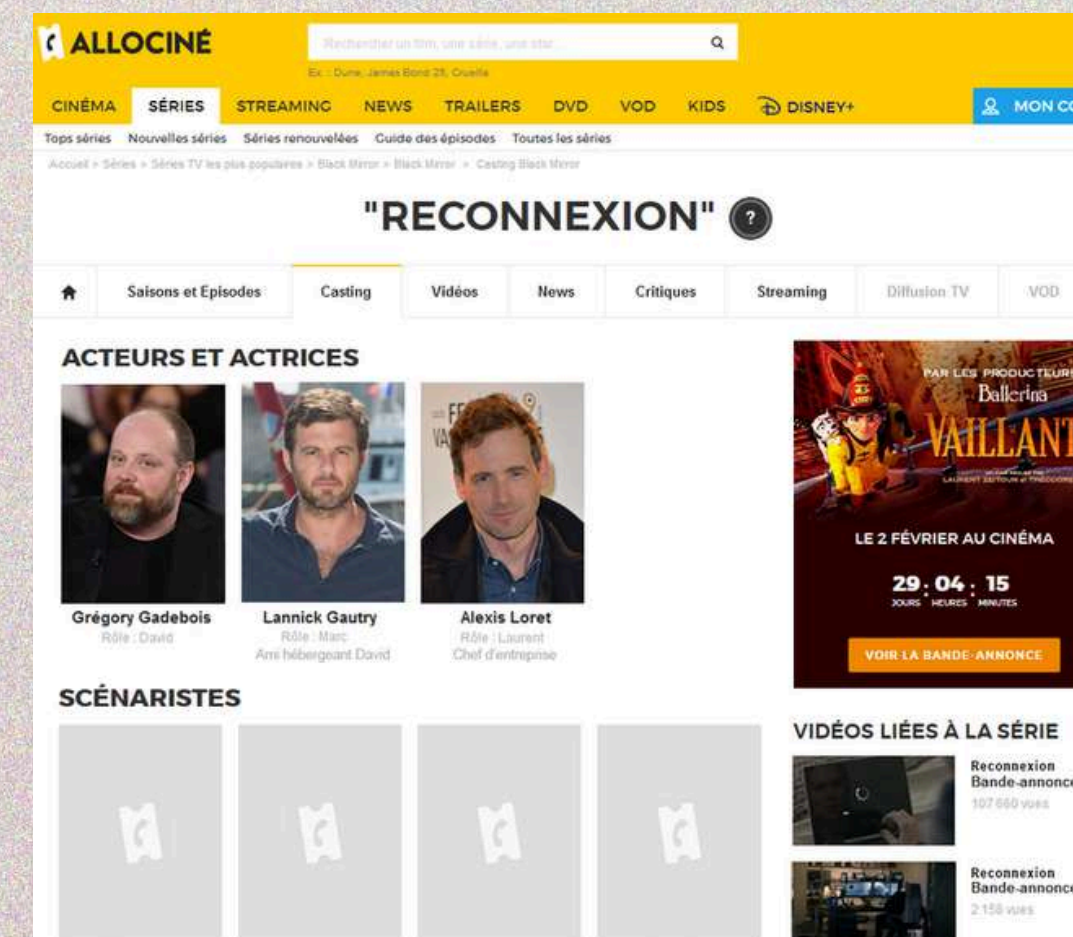 ALLOCINÉ
Rechercher un film, une série, une star...
Ex. : Dune, James Bond 25, Cruella
CINÉMA SÉRIES STREAMING NEWS TRAILERS DVD VOD KIDS DISNEY+ MON CO
Tops séries Nouvelles séries Séries renouvelées Guide des épisodes Toutes les séries
Accueil > Séries > Séries TV les plus populaires > Black Mirror > Black Mirror > Casting Black Mirror
"RECONNEXION" ?
Saisons et Episodes Casting Vidéos News Critiques Streaming Diffusion TV VOD
ACTEURS ET ACTRICES
Grégory Gadebois
Rôle : David
Lannick Gautry
Rôle : Marc
Ami hébergeant David
Alexis Loret
Rôle : Laurent
Chef d'entreprise
PAR LES PRODUCTEURS
Ballerina
VAILLANT
LE 2 FÉVRIER AU CINÉMA
29 : 04 : 15
JOURS HEURES MINUTES
VOIR LA BANDE-ANNONCE
SCÉNARISTES
VIDÉOS LIÉES À LA SÉRIE
Reconnexion
Bande-annonce
107 660 vues
Reconnexion
Bande-annonce
2 158 vues